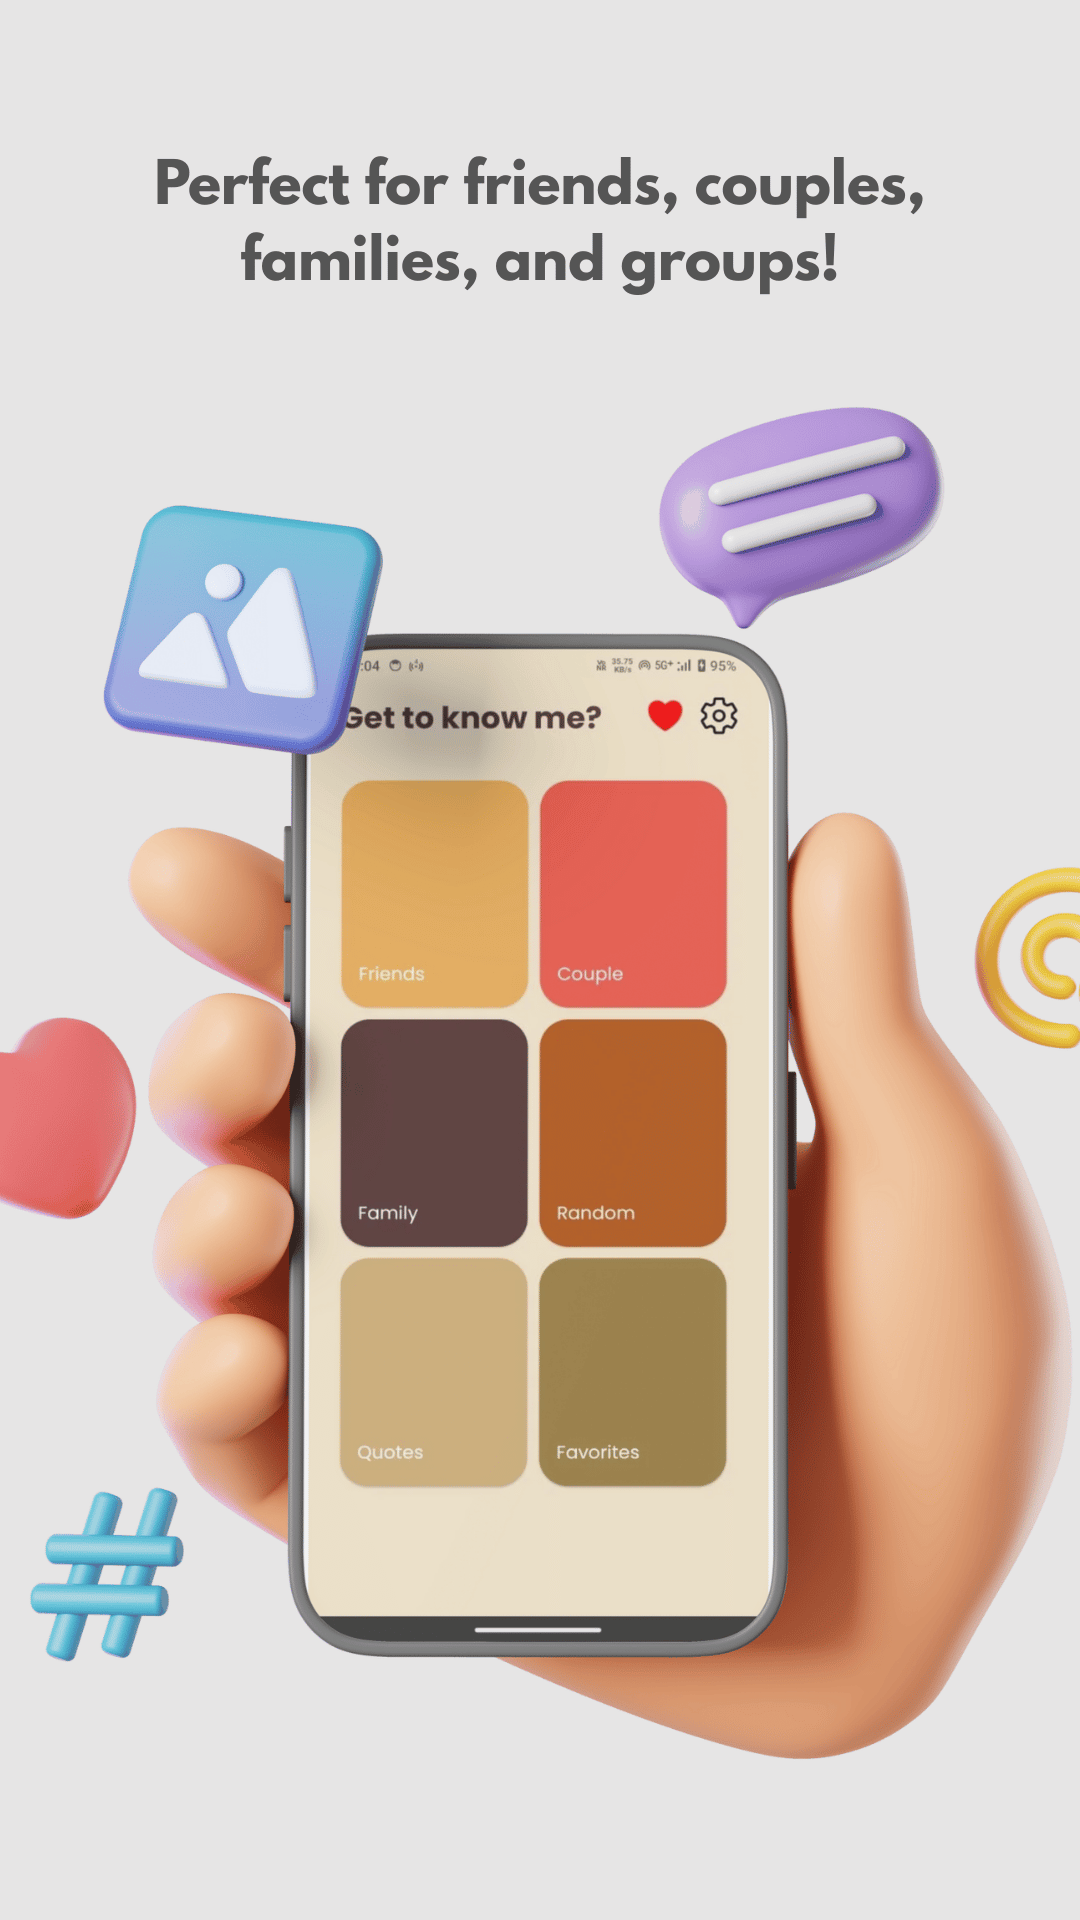 Perfect for friends, couples,
families, and groups!
:04 35.75 KB/s 5G+ 95%
Get to know me?
Friends Couple
Family Random
Quotes Favorites